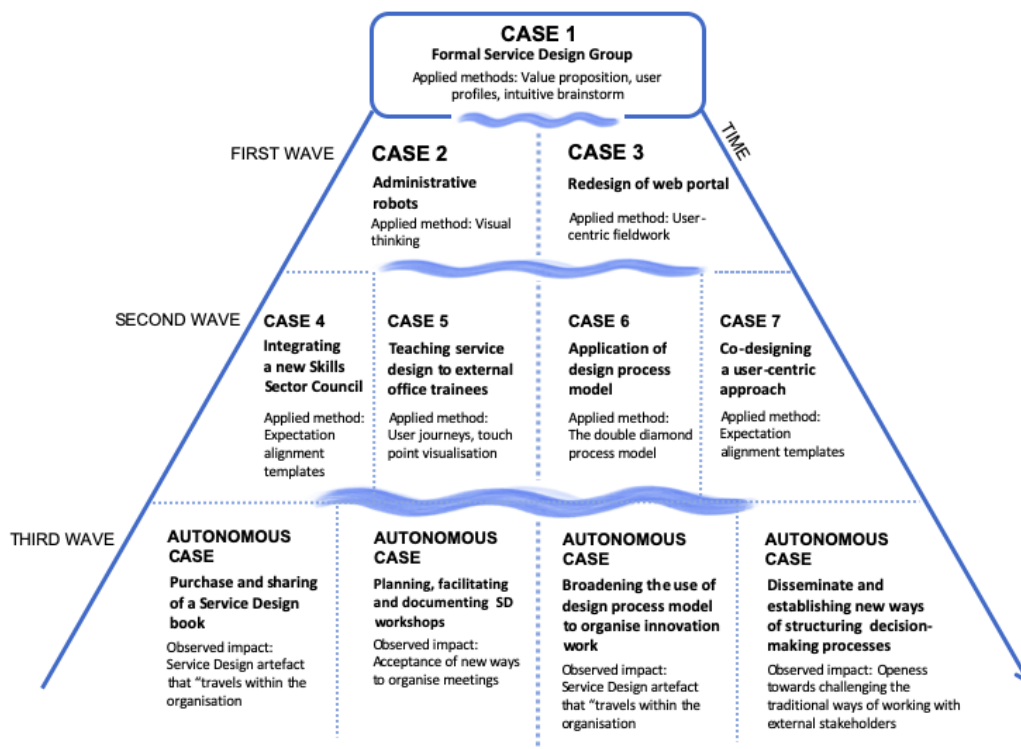 CASE 1
Formal Service Design Group
Applied methods: Value proposition, user
profiles, intuitive brainstorm
TIME
FIRST WAVE
CASE 2
Administrative
robots
Applied method: Visual
thinking
CASE 3
Redesign of web portal
Applied method: User-
centric fieldwork
SECOND WAVE
CASE 4
Integrating
a new Skills
Sector Council
Applied method:
Expectation
alignment
templates
CASE 5
Teaching service
design to external
office trainees
Applied method:
User journeys, touch
point visualisation
CASE 6
Application of
design process
model
Applied method:
The double diamond
process model
CASE 7
Co-designing
a user-centric
approach
Applied method:
Expectation
alignment templates
THIRD WAVE
AUTONOMOUS
CASE
Purchase and sharing
of a Service Design
book
Observed impact:
Service Design artefact
that “travels within the
organisation
AUTONOMOUS
CASE
Planning, facilitating
and documenting SD
workshops
Observed impact:
Acceptance of new ways
to organise meetings
AUTONOMOUS
CASE
Broadening the use of
design process model
to organise innovation
work
Observed impact:
Service Design artefact
that “travels within the
organisation
AUTONOMOUS
CASE
Disseminate and
establishing new ways
of structuring decision-
making processes
Observed impact: Openness
towards challenging the
traditional ways of working with
external stakeholders